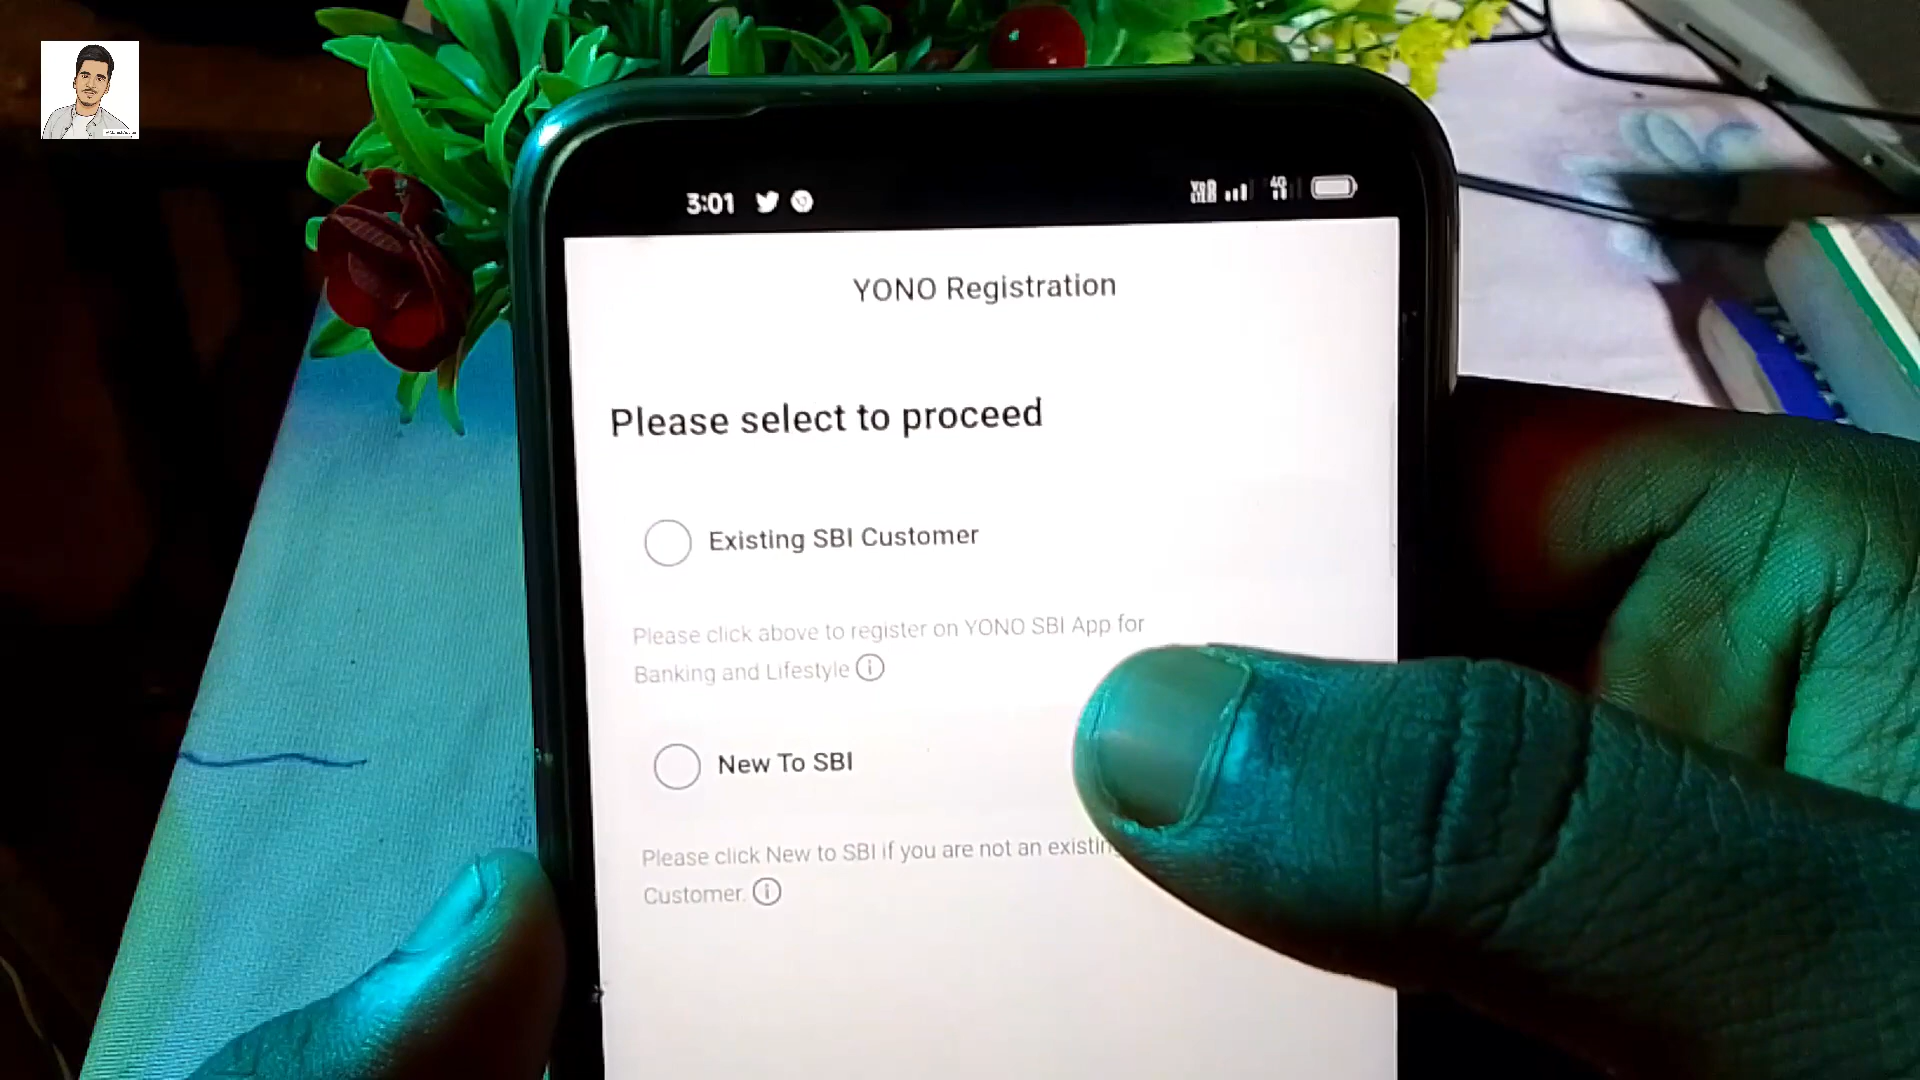 3:01
4G
YONO Registration
Please select to proceed
Existing SBI Customer
Please click above to register on YONO SBI App for
Banking and Lifestyle
New To SBI
Please click New to SBI if you are not an
Customer.